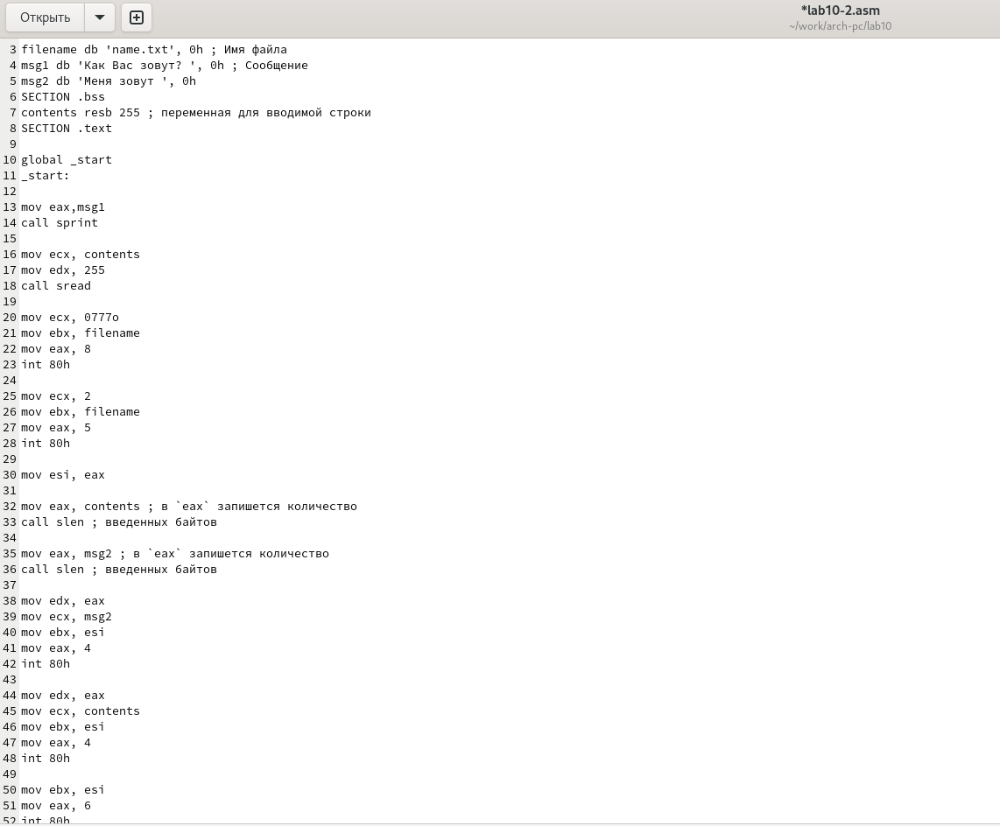 Открыть
*lab10-2.asm
~/work/arch-pc/lab10
3 filename db 'name.txt', 0h ; Имя файла
4 msg1 db 'Как Вас зовут? ', 0h ; Сообщение
5 msg2 db 'Меня зовут ', 0h
6 SECTION .bss
7 contents resb 255 ; переменная для вводимой строки
8 SECTION .text
9
10 global _start
11 _start:
12
13 mov eax,msg1
14 call sprint
15
16 mov ecx, contents
17 mov edx, 255
18 call sread
19
20 mov ecx, 0777o
21 mov ebx, filename
22 mov eax, 8
23 int 80h
24
25 mov ecx, 2
26 mov ebx, filename
27 mov eax, 5
28 int 80h
29
30 mov esi, eax
31
32 mov eax, contents ; в `eax` запишется количество
33 call slen ; введенных байтов
34
35 mov eax, msg2 ; в `eax` запишется количество
36 call slen ; введенных байтов
37
38 mov edx, eax
39 mov ecx, msg2
40 mov ebx, esi
41 mov eax, 4
42 int 80h
43
44 mov edx, eax
45 mov ecx, contents
46 mov ebx, esi
47 mov eax, 4
48 int 80h
49
50 mov ebx, esi
51 mov eax, 6
52 int 80h